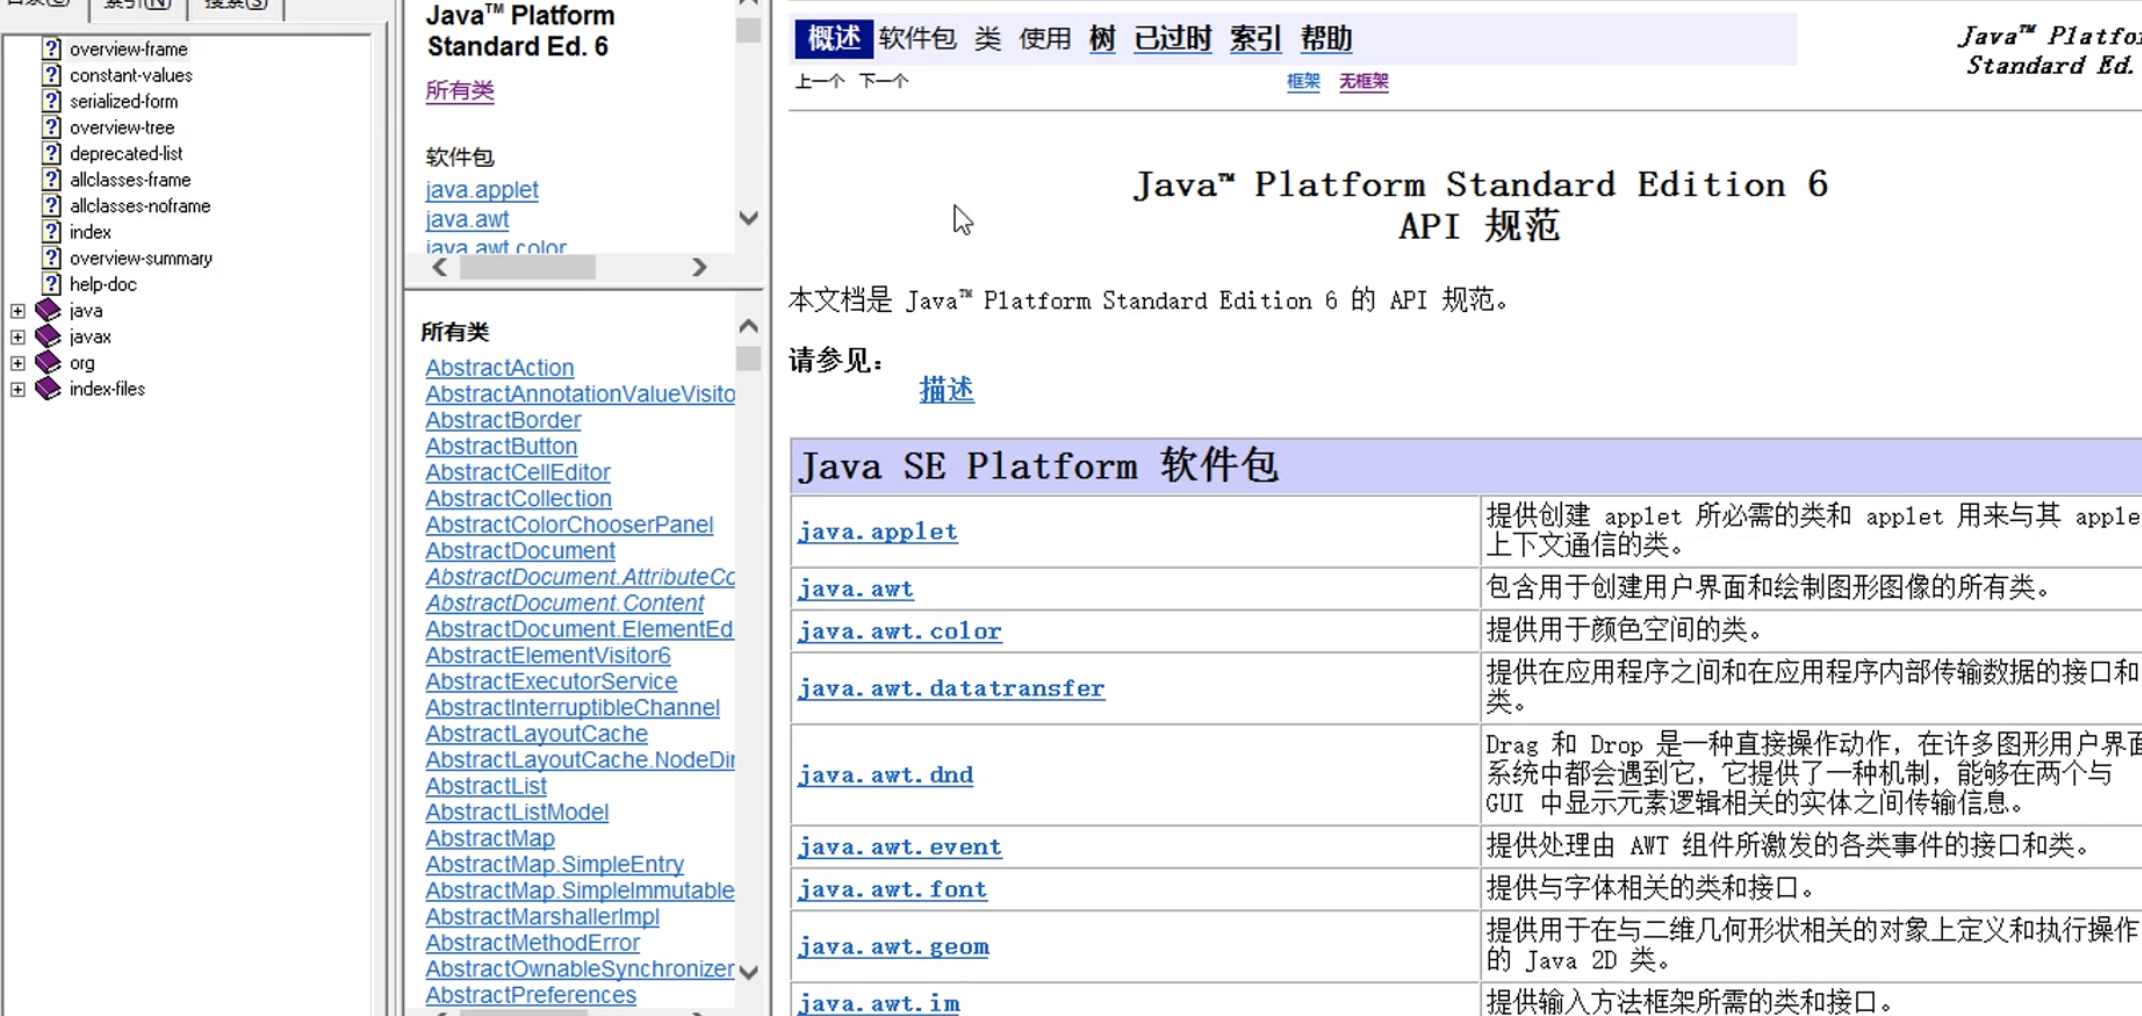 索引(N)
搜索(S)
overview-frame
constant-values
serialized-form
overview-tree
deprecated-list
allclasses-frame
allclasses-noframe
index
overview-summary
help-doc
java
javax
org
index-files
Java™ Platform
Standard Ed. 6
所有类
软件包
java.applet
java.awt
java.awt.color
所有类
AbstractAction
AbstractAnnotationValueVisito
AbstractBorder
AbstractButton
AbstractCellEditor
AbstractCollection
AbstractColorChooserPanel
AbstractDocument
AbstractDocument.AttributeCo
AbstractDocument.Content
AbstractDocument.ElementEd
AbstractElementVisitor6
AbstractExecutorService
AbstractInterruptibleChannel
AbstractLayoutCache
AbstractLayoutCache.NodeDir
AbstractList
AbstractListModel
AbstractMap
AbstractMap.SimpleEntry
AbstractMap.SimpleImmutable
AbstractMarshallerImpl
AbstractMethodError
AbstractOwnableSynchronizer
AbstractPreferences
概述 软件包 类 使用 树 已过时 索引 帮助
Java™ Platfor
Standard Ed.
上一个 下一个
框架 无框架
Java™ Platform Standard Edition 6
API 规范
本文档是 Java™ Platform Standard Edition 6 的 API 规范。
请参见：
描述
Java SE Platform 软件包
java.applet
提供创建 applet 所必需的类和 applet 用来与其 apple
上下文通信的类。
java.awt
包含用于创建用户界面和绘制图形图像的所有类。
java.awt.color
提供用于颜色空间的类。
java.awt.datatransfer
提供在应用程序之间和在应用程序内部传输数据的接口和
类。
java.awt.dnd
Drag 和 Drop 是一种直接操作动作，在许多图形用户界面
系统中都会遇到它，它提供了一种机制，能够在两个与
GUI 中显示元素逻辑相关的实体之间传输信息。
java.awt.event
提供处理由 AWT 组件所激发的各类事件的接口和类。
java.awt.font
提供与字体相关的类和接口。
java.awt.geom
提供用于在与二维几何形状相关的对象上定义和执行操作
的 Java 2D 类。
java.awt.im
提供输入方法框架所需的类和接口。